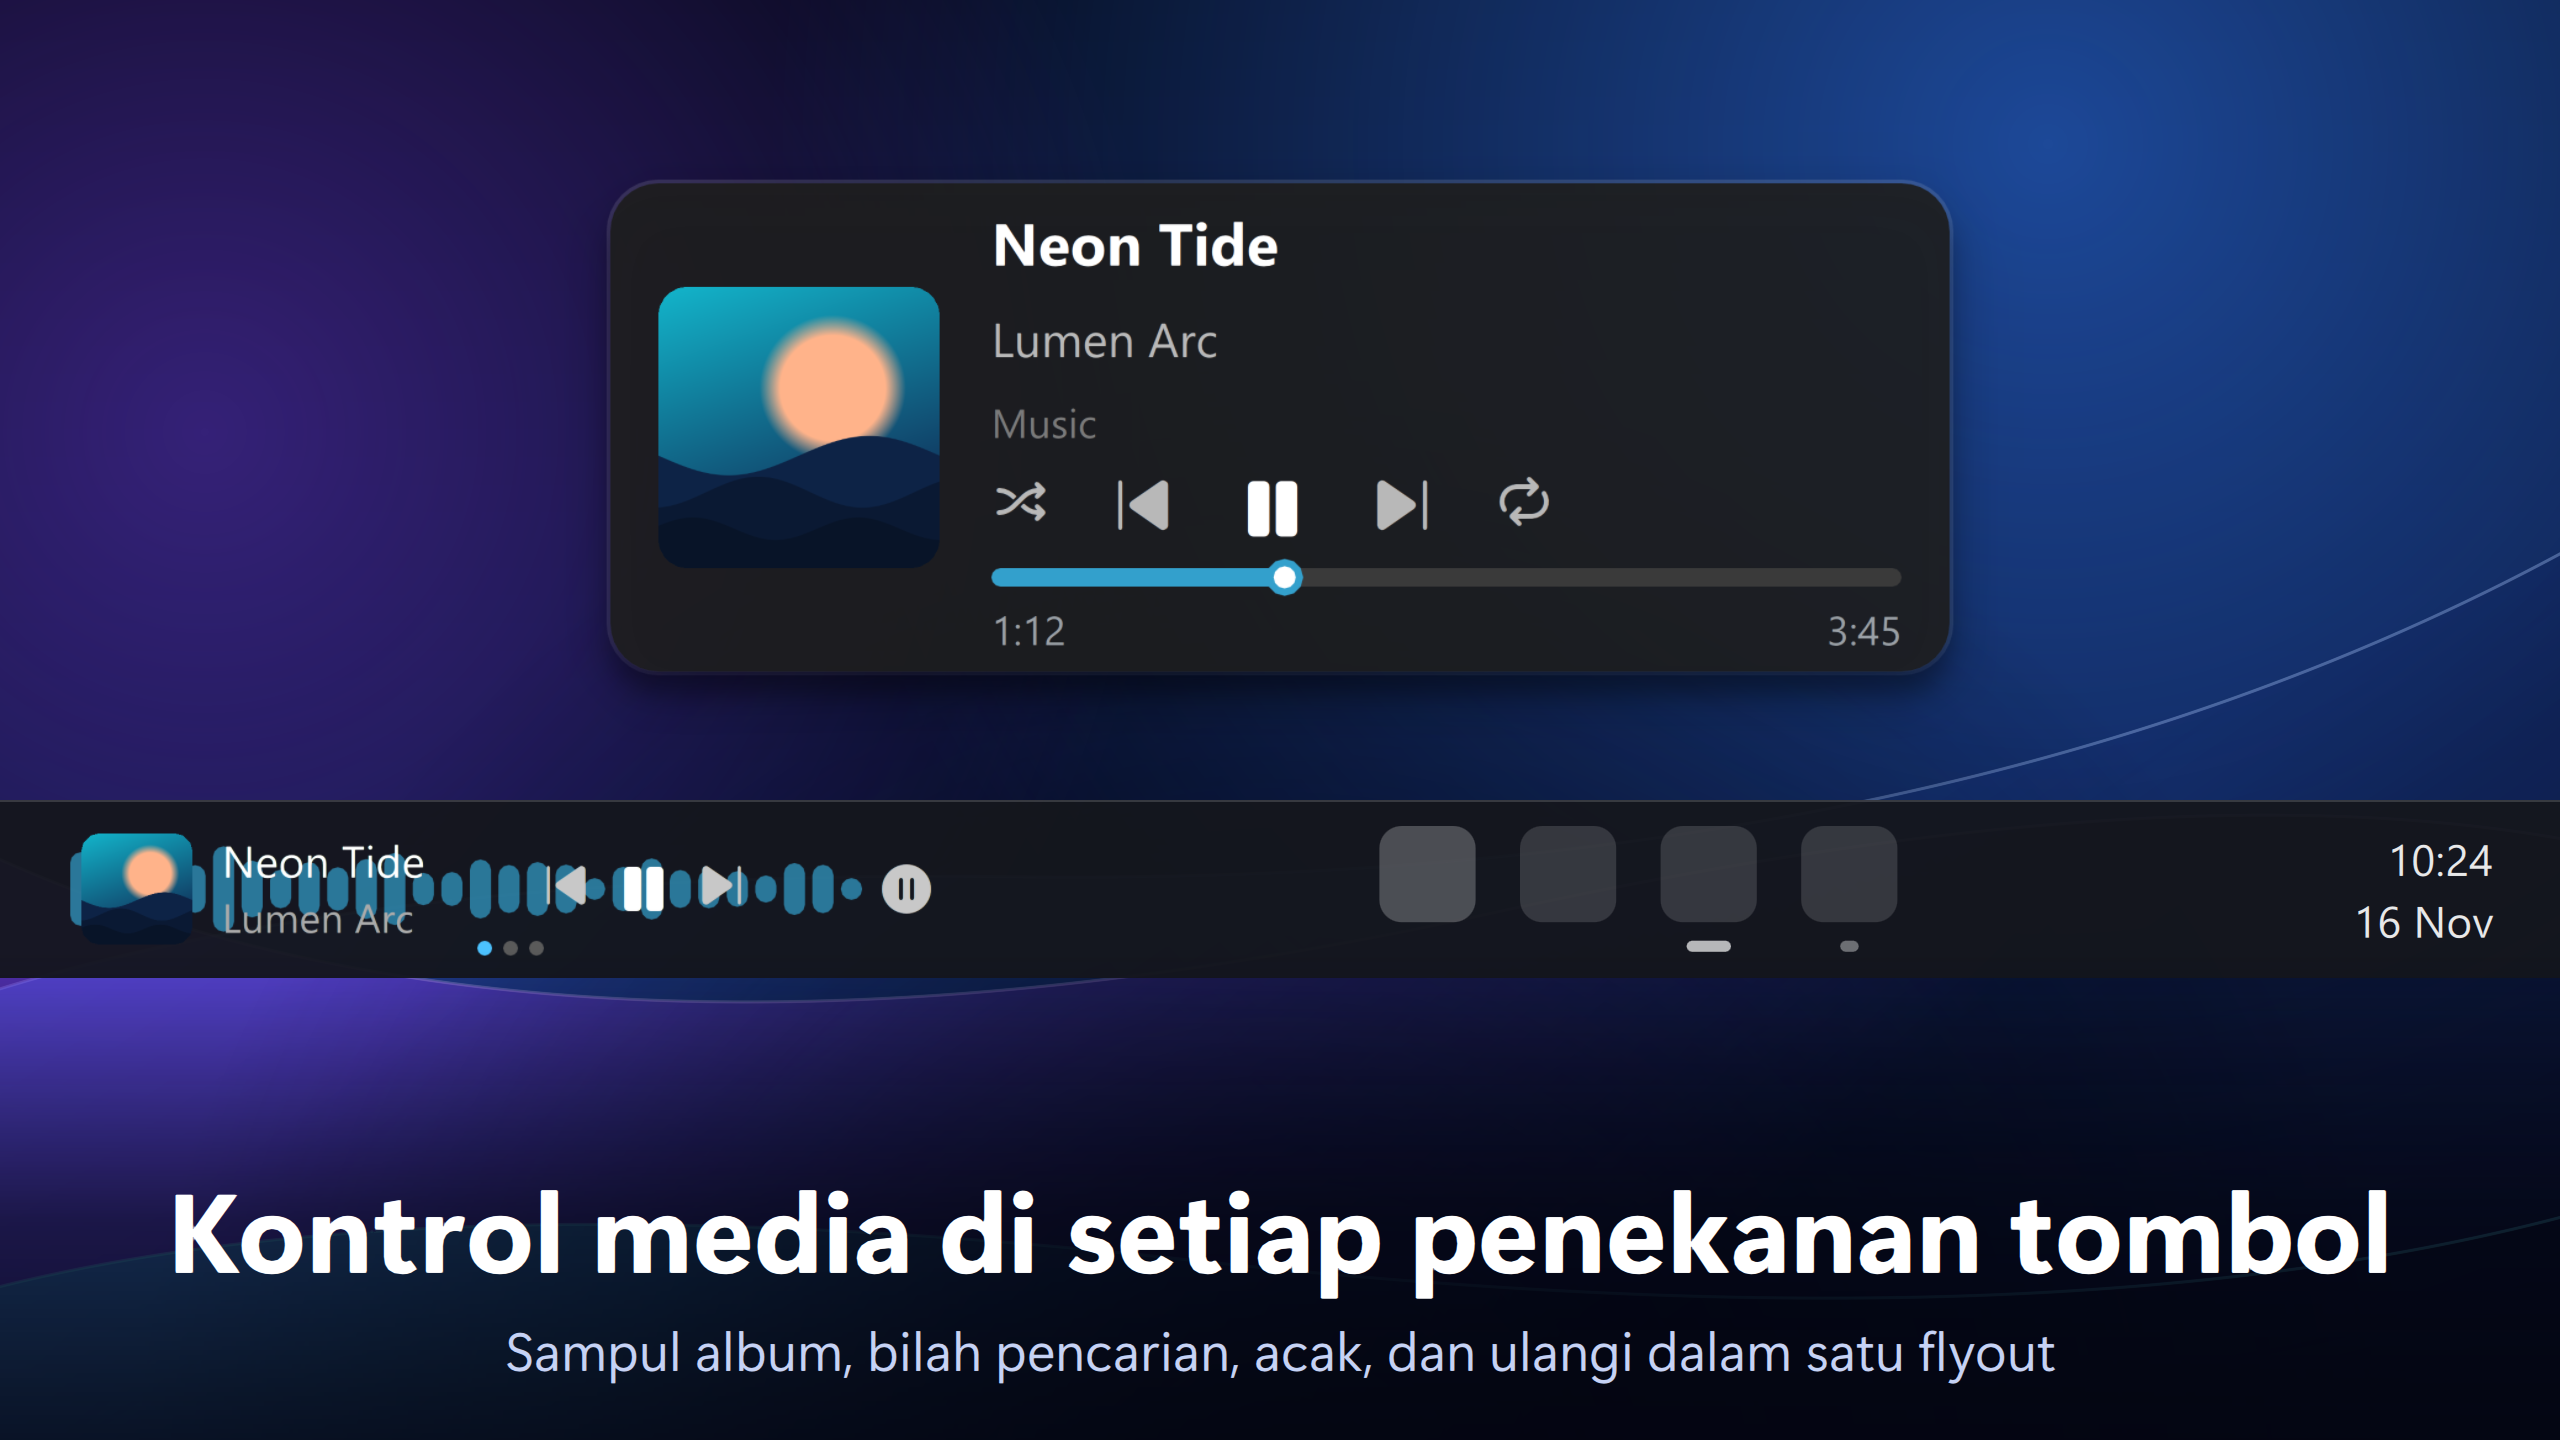 Neon Tide
Lumen Arc
Music
1:12
3:45
Neon Tide
Lumen Arc
10:24
16 Nov
Kontrol media di setiap penekanan tombol
Sampul album, bilah pencarian, acak, dan ulangi dalam satu flyout